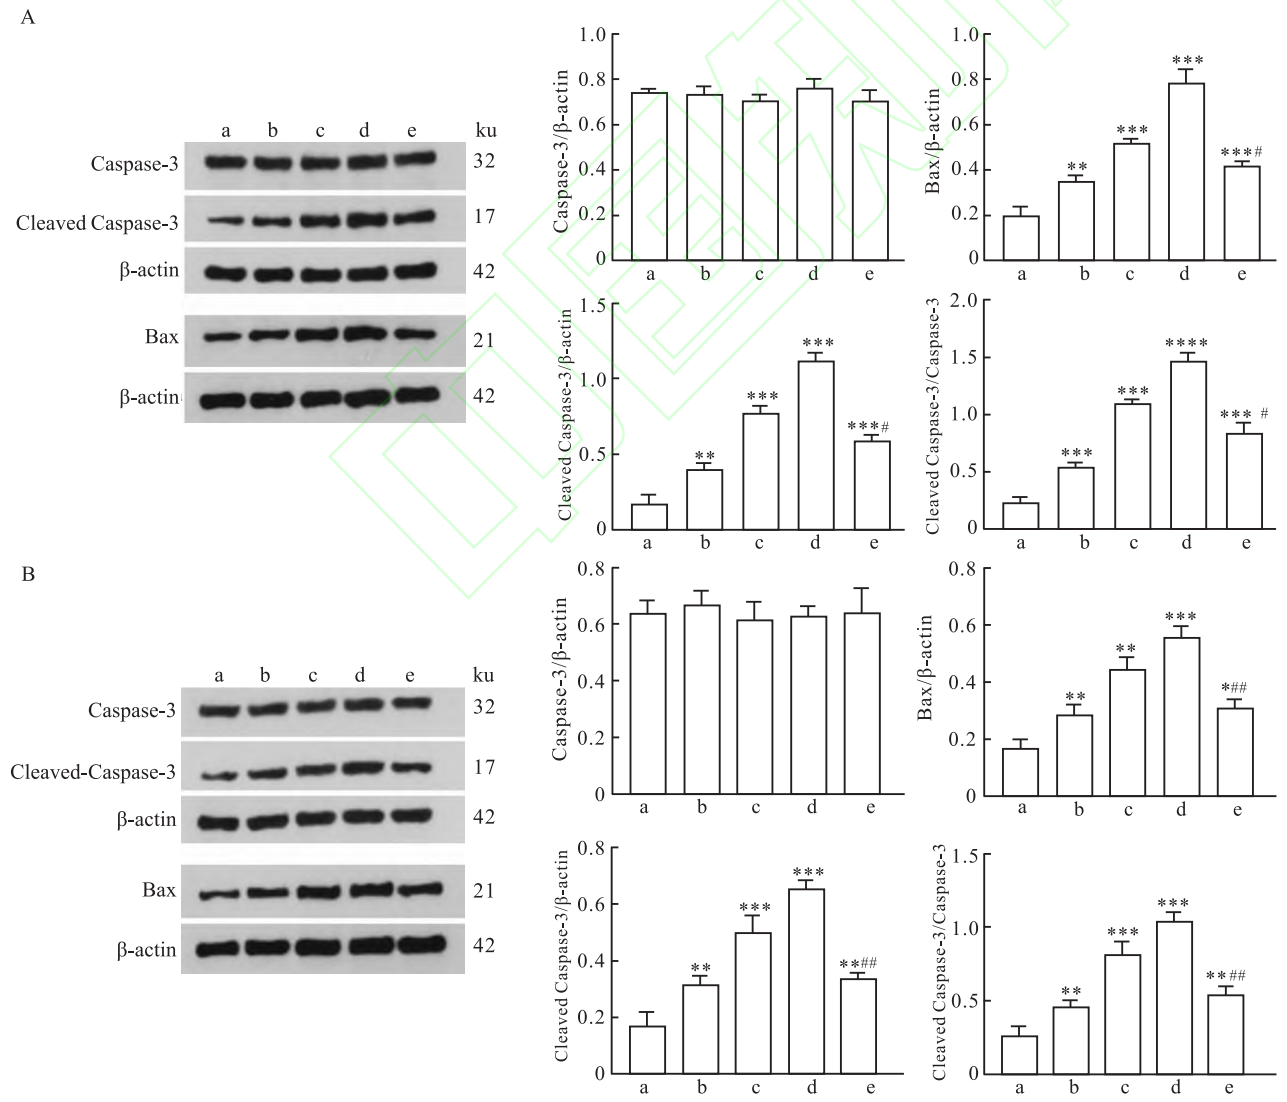 A
a b c d e ku
Caspase-3 32
Cleaved Caspase-3 17
β-actin 42
Bax 21
β-actin 42
Caspase-3/β-actin
1.0
0.8
0.6
0.4
0.2
0
a b c d e
Bax/β-actin
1.0
0.8
0.6
0.4
0.2
0
**
***
***
***#
a b c d e
Cleaved Caspase-3/β-actin
1.5
1.0
0.5
0
**
***
***
***#
a b c d e
Cleaved Caspase-3/Caspase-3
2.0
1.5
1.0
0.5
0
***
***
****
*** #
a b c d e
B
a b c d e ku
Caspase-3 32
Cleaved-Caspase-3 17
β-actin 42
Bax 21
β-actin 42
Caspase-3/β-actin
0.8
0.6
0.4
0.2
0
a b c d e
Bax/β-actin
0.8
0.6
0.4
0.2
0
**
**
***
*##
a b c d e
Cleaved Caspase-3/β-actin
0.8
0.6
0.4
0.2
0
**
***
***
**##
a b c d e
Cleaved Caspase-3/Caspase-3
1.5
1.0
0.5
0
**
***
***
**##
a b c d e